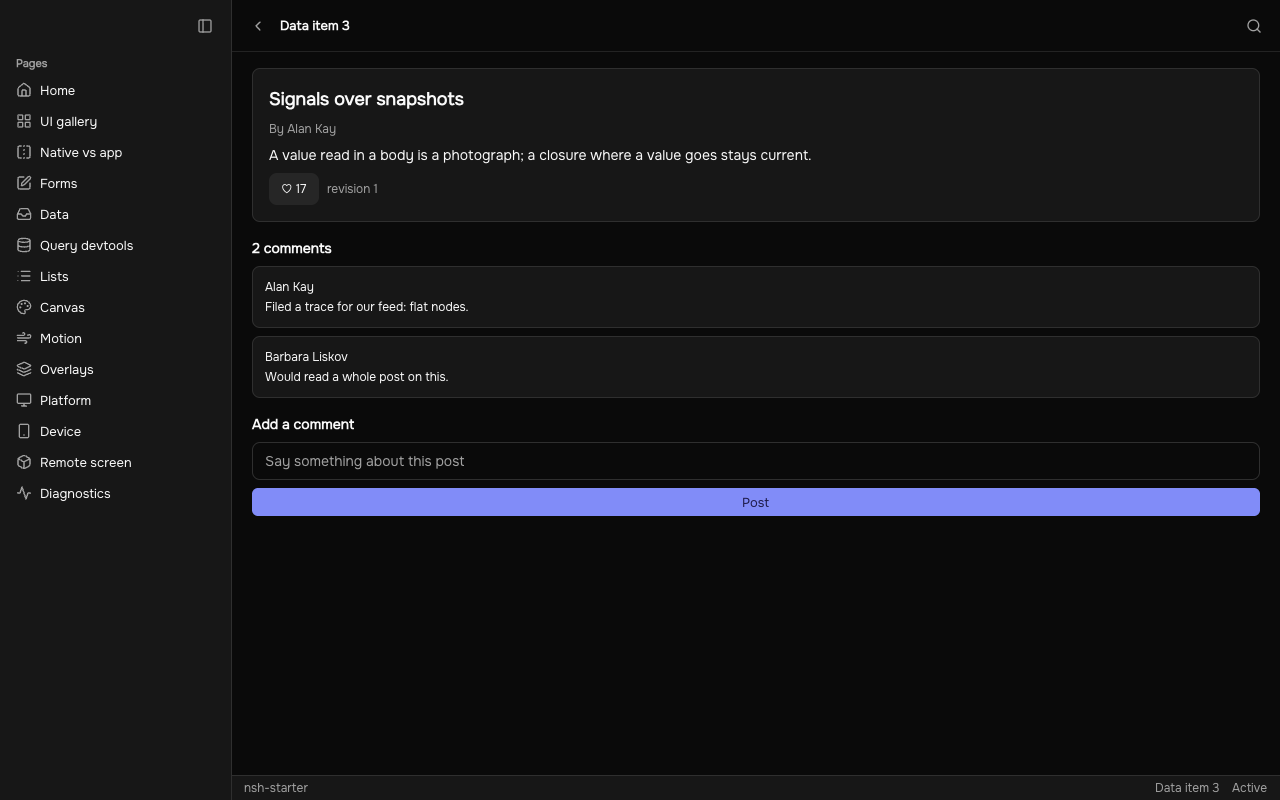 Data item 3
Pages
Home
UI gallery
Native vs app
Forms
Data
Query devtools
Lists
Canvas
Motion
Overlays
Platform
Device
Remote screen
Diagnostics
Signals over snapshots
By Alan Kay
A value read in a body is a photograph; a closure where a value goes stays current.
♡ 17 revision 1
2 comments
Alan Kay
Filed a trace for our feed: flat nodes.
Barbara Liskov
Would read a whole post on this.
Add a comment
Say something about this post
Post
nsh-starter
Data item 3 Active